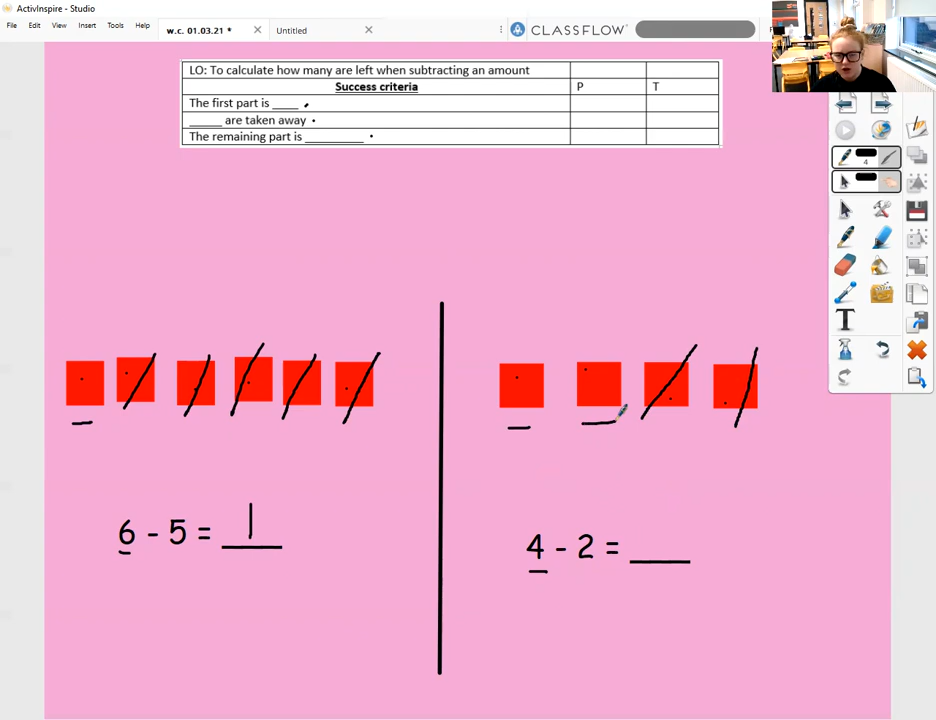 ActivInspire - Studio
File Edit View Insert Tools Help
w.c. 01.03.21 * Untitled CLASSFLOW
LO: To calculate how many are left when subtracting an amount
Success criteria P T
The first part is ____ .
_____ are taken away .
The remaining part is _________ .
4
T
6 - 5 = 1
4 - 2 = ____